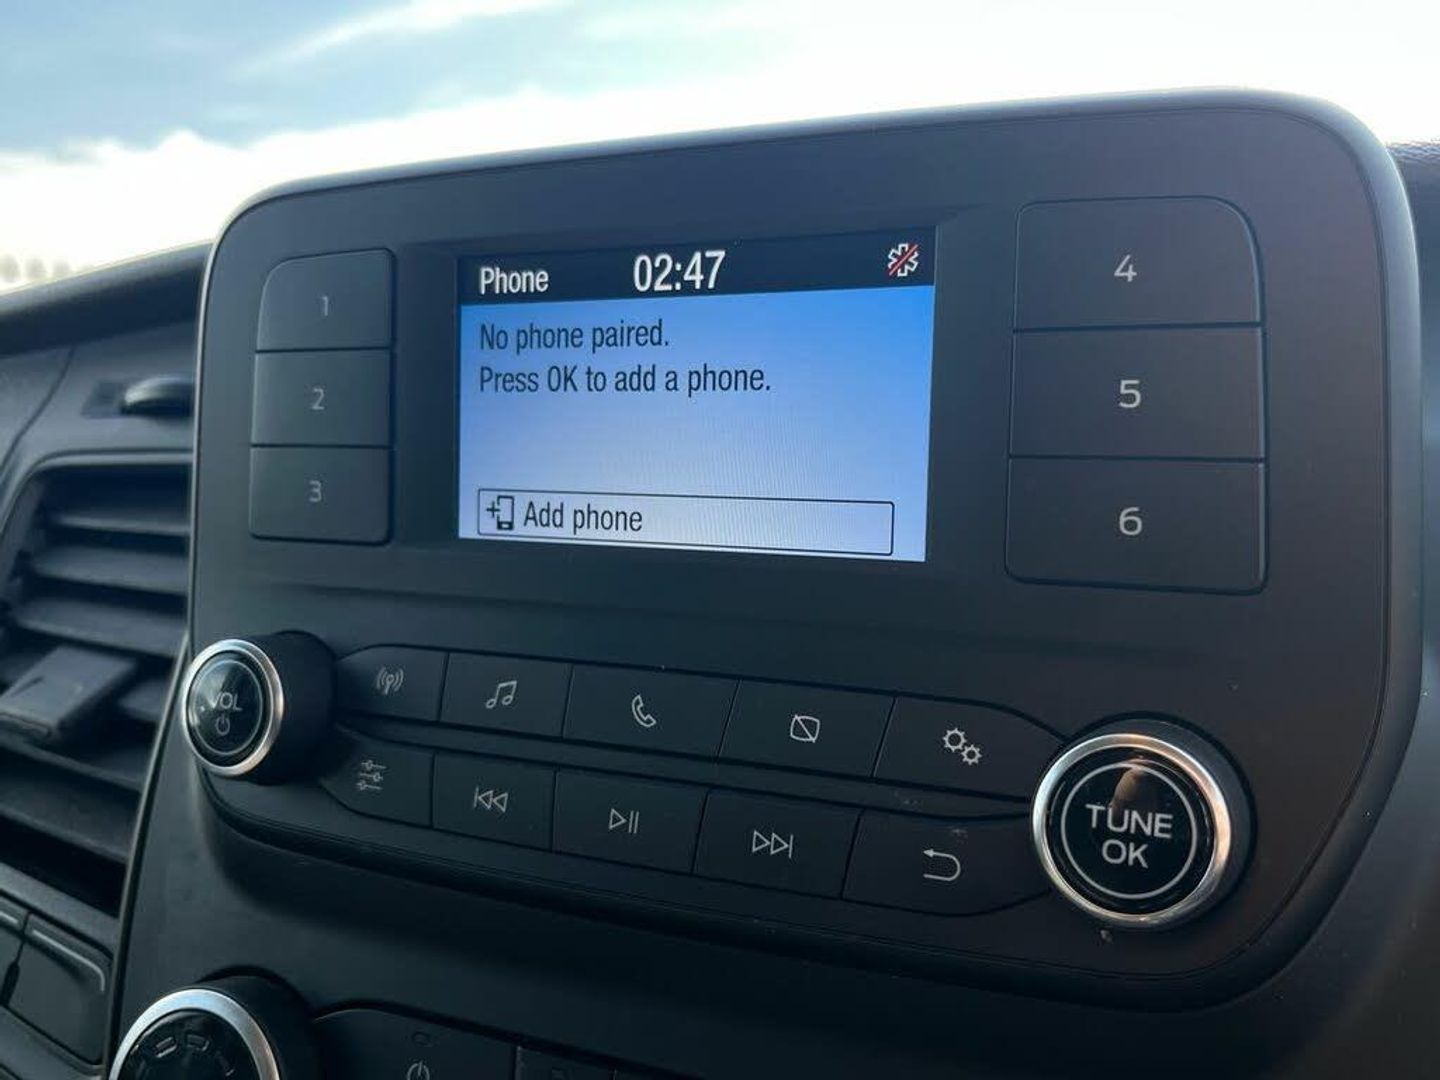 Phone 02:47
No phone paired.
Press OK to add a phone.
Add phone
1
2
3
4
5
6
VOL
TUNE
OK